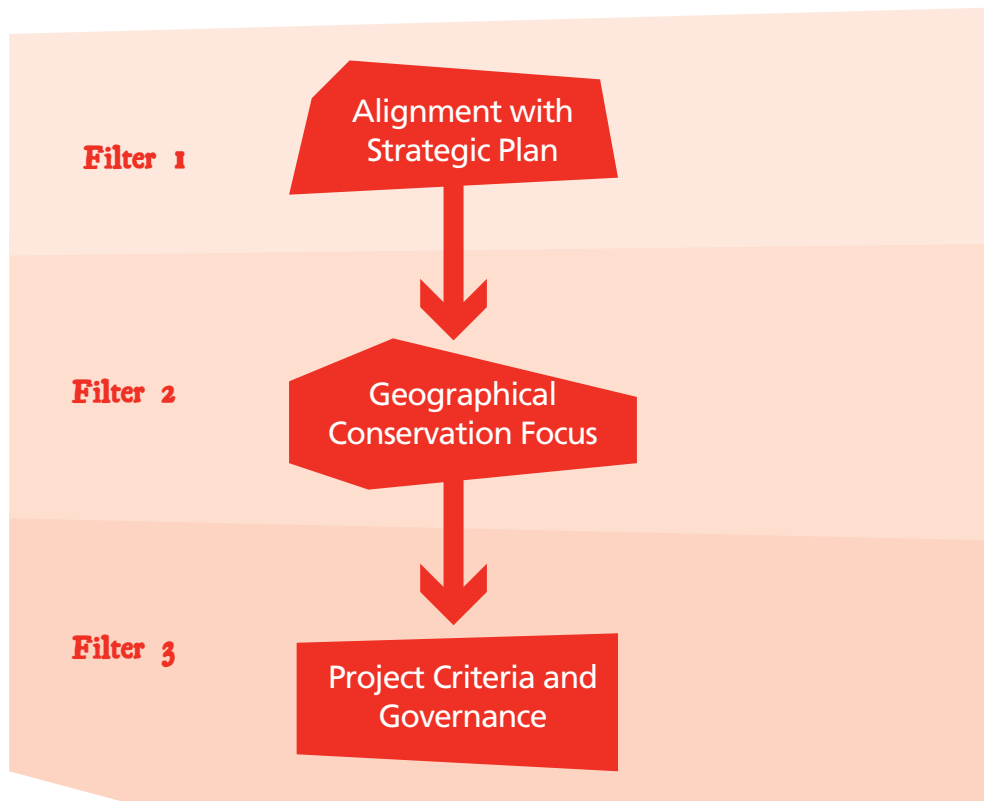 Alignment with
Strategic Plan
Filter 1
Geographical
Conservation Focus
Filter 2
Project Criteria and
Governance
Filter 3